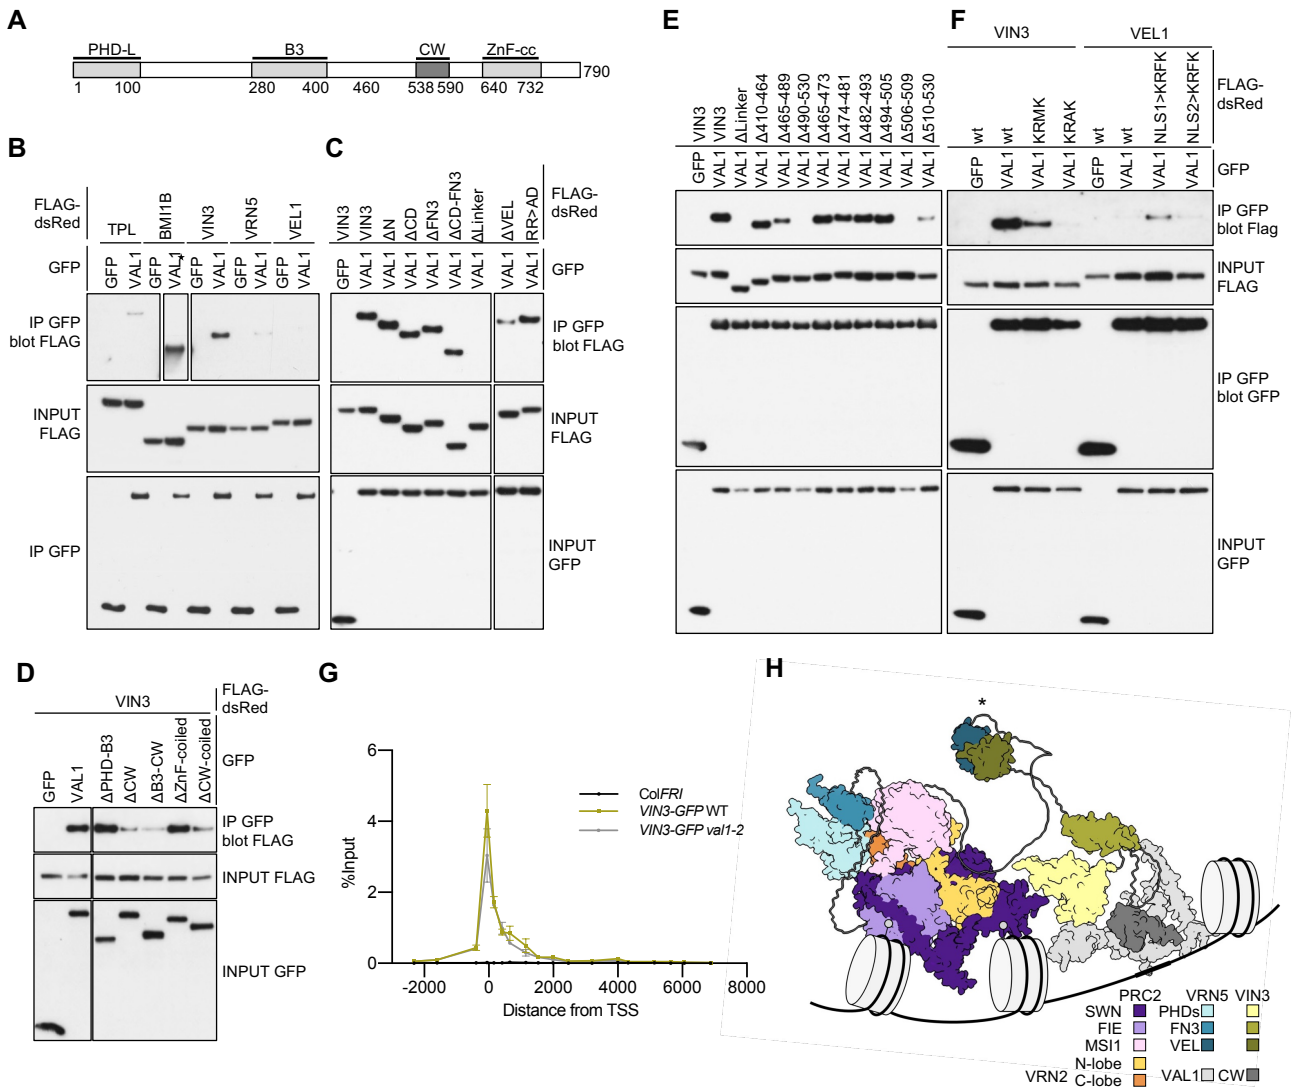 A
PHD-L B3 CW ZnF-cc
790
1 100 280 400 460 538 590 640 732
B
FLAG-
dsRed
TPL BMI1B VIN3 VRN5 VEL1
GFP
GFP VAL1 GFP VAL1* GFP VAL1 GFP VAL1 GFP VAL1
IP GFP
blot FLAG
INPUT
FLAG
IP GFP
C
VIN3 VIN3 ΔN ΔCD ΔFN3 ΔCD-FN3 ΔLinker ΔVEL IRR>AD
FLAG-
dsRed
GFP VAL1 VAL1 VAL1 VAL1 VAL1 VAL1 VAL1 VAL1
GFP
IP GFP
blot FLAG
INPUT
FLAG
INPUT
GFP
D
VIN3
FLAG-
dsRed
GFP VAL1 ΔPHD-B3 ΔCW ΔB3-CW ΔZnF-coiled ΔCW-coiled
GFP
IP GFP
blot FLAG
INPUT FLAG
INPUT GFP
E
VIN3 VIN3 ΔLinker Δ410-464 Δ465-489 Δ490-530 Δ465-473 Δ474-481 Δ482-493 Δ494-505 Δ506-509 Δ510-530
GFP VAL1 VAL1 VAL1 VAL1 VAL1 VAL1 VAL1 VAL1 VAL1 VAL1 VAL1
F
VIN3 VEL1
wt wt KRMK KRAK wt wt NLS1>KRFK NLS2>KRFK
FLAG-
dsRed
GFP VAL1 VAL1 VAL1 GFP VAL1 VAL1 VAL1
GFP
IP GFP
blot Flag
INPUT
FLAG
IP GFP
blot GFP
INPUT
GFP
G
%Input
6
4
2
0
-2000 0 2000 4000 6000 8000
Distance from TSS
ColFRI
VIN3-GFP WT
VIN3-GFP val1-2
H
*
PRC2 VRN5 VIN3
SWN PHDs
FIE FN3
MSI1 VEL
VRN2 N-lobe
C-lobe VAL1 CW